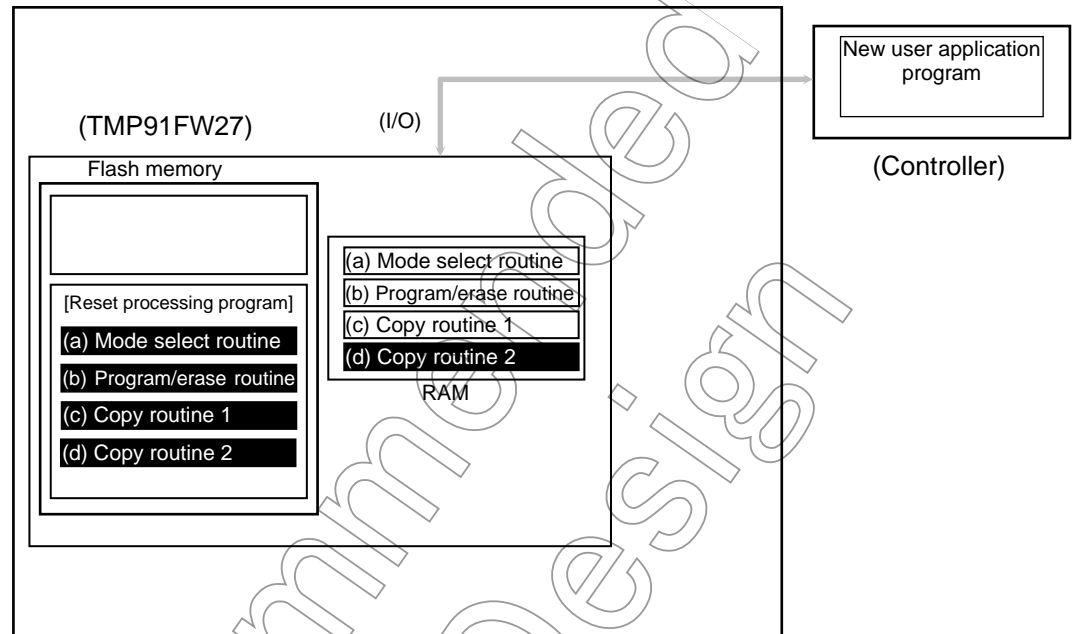 New user application
program
(TMP91FW27)
(I/O)
(Controller)
Flash memory
[Reset processing program]
(a) Mode select routine
(b) Program/erase routine
(c) Copy routine 1
(d) Copy routine 2
(a) Mode select routine
(b) Program/erase routine
(c) Copy routine 1
(d) Copy routine 2
RAM